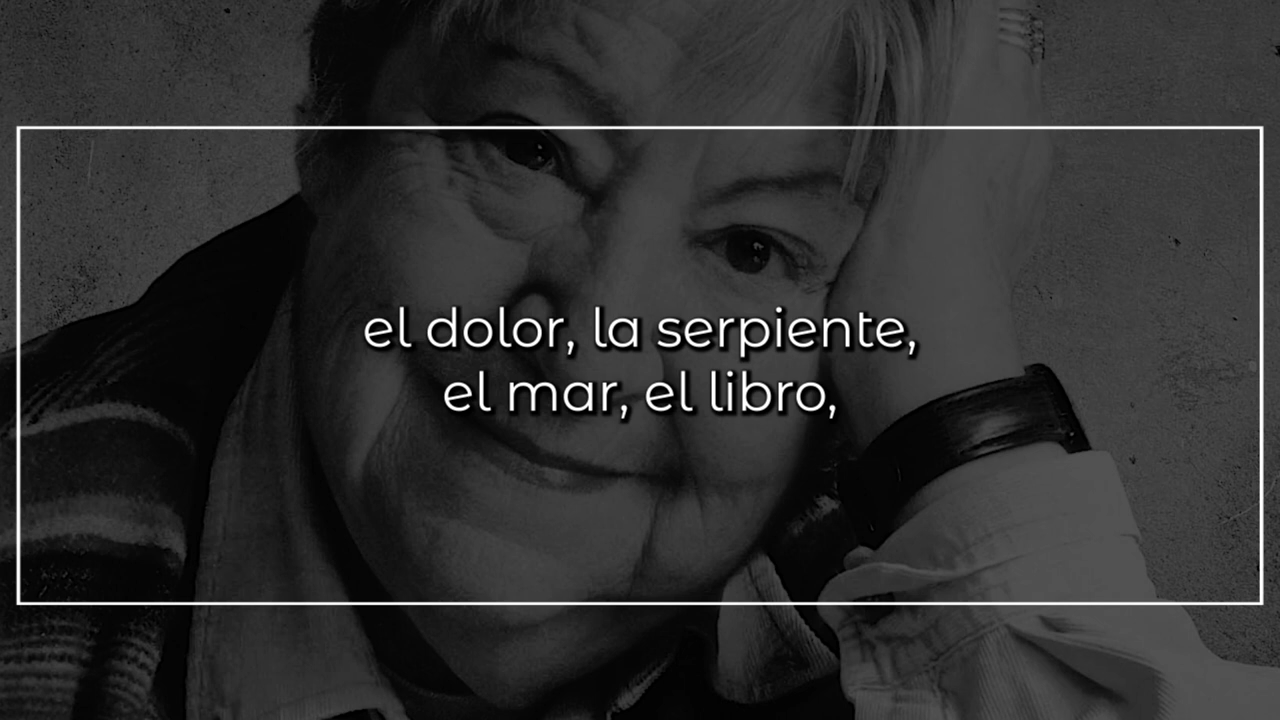 el dolor, la serpiente,
el mar, el libro,